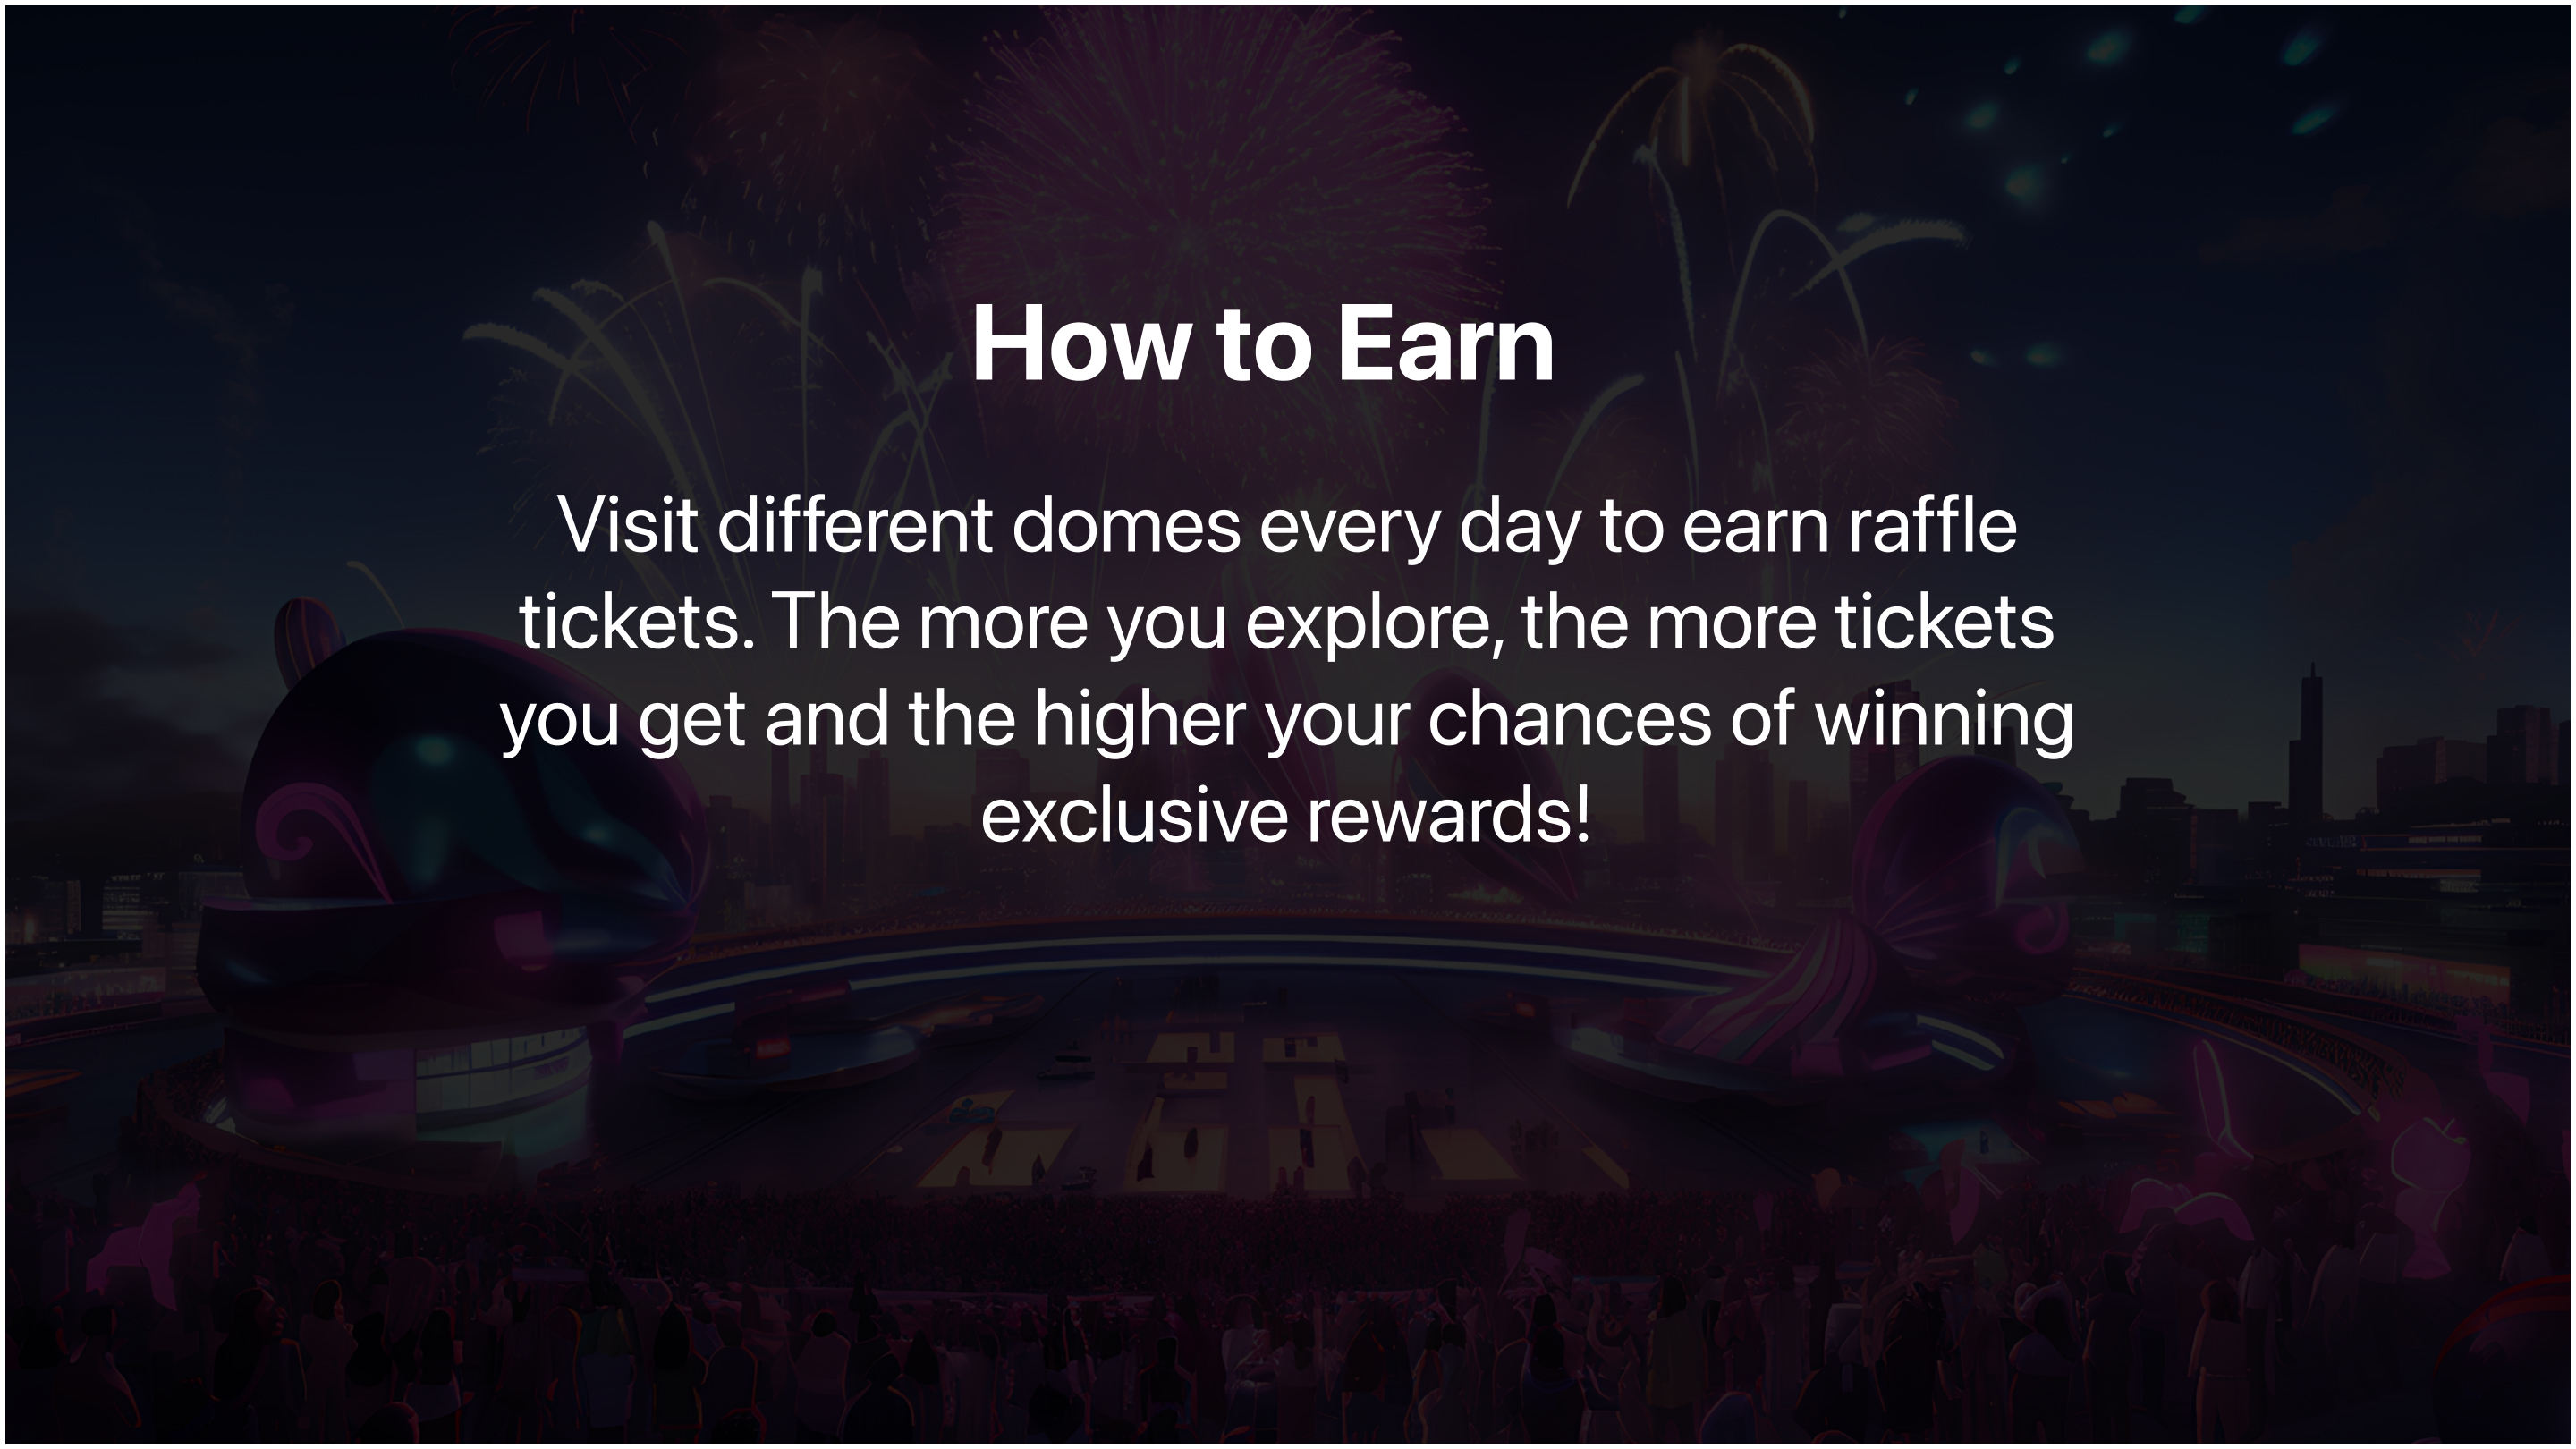 How to Earn
Visit different domes every day to earn raffle
tickets. The more you explore, the more tickets
you get and the higher your chances of winning
exclusive rewards!